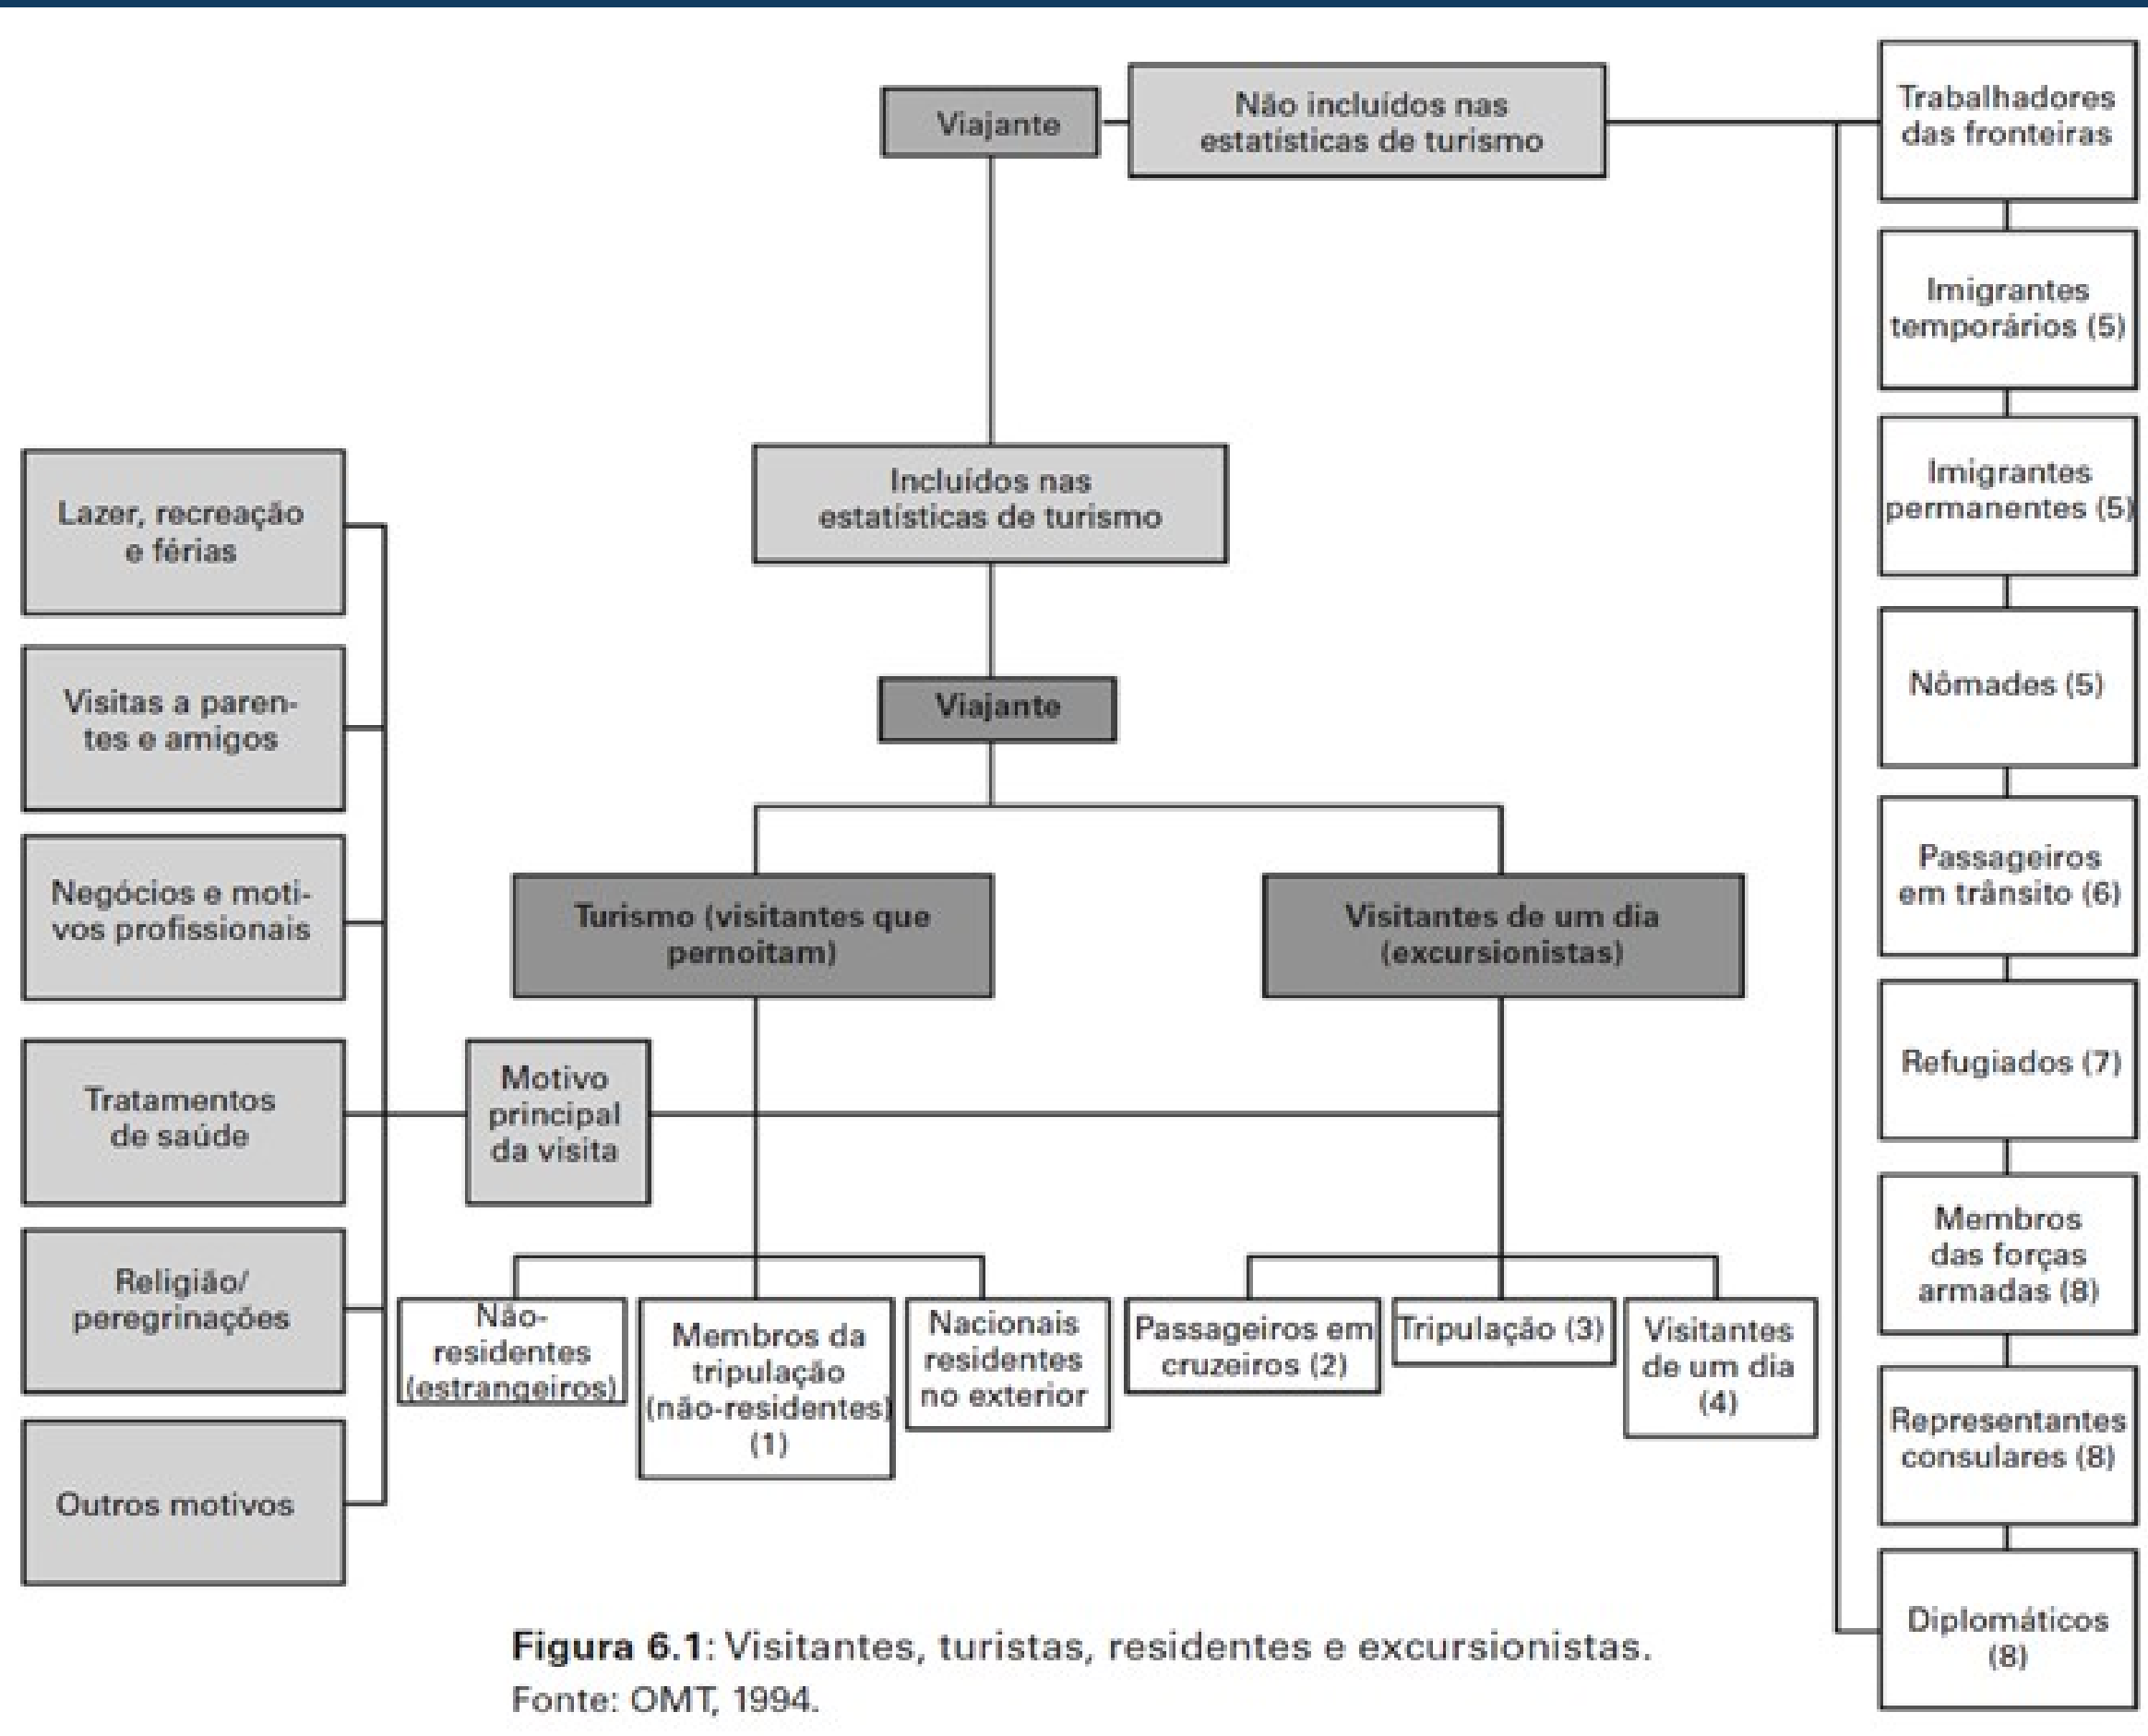 Viajante
Não incluídos nas
estatísticas de turismo
Trabalhadores
das fronteiras
Imigrantes
temporários (5)
Imigrantes
permanentes (5)
Nômades (5)
Passageiros
em trânsito (6)
Refugiados (7)
Membros
das forças
armadas (8)
Representantes
consulares (8)
Diplomáticos
(8)
Incluídos nas
estatísticas de turismo
Viajante
Turismo (visitantes que
pernoitam)
Visitantes de um dia
(excursionistas)
Lazer, recreação
e férias
Visitas a paren-
tes e amigos
Negócios e moti-
vos profissionais
Tratamentos
de saúde
Religião/
peregrinações
Outros motivos
Motivo
principal
da visita
Não-
residentes
(estrangeiros)
Membros da
tripulação
(não-residentes)
(1)
Nacionais
residentes
no exterior
Passageiros em
cruzeiros (2)
Tripulação (3)
Visitantes
de um dia
(4)
Figura 6.1: Visitantes, turistas, residentes e excursionistas.
Fonte: OMT, 1994.